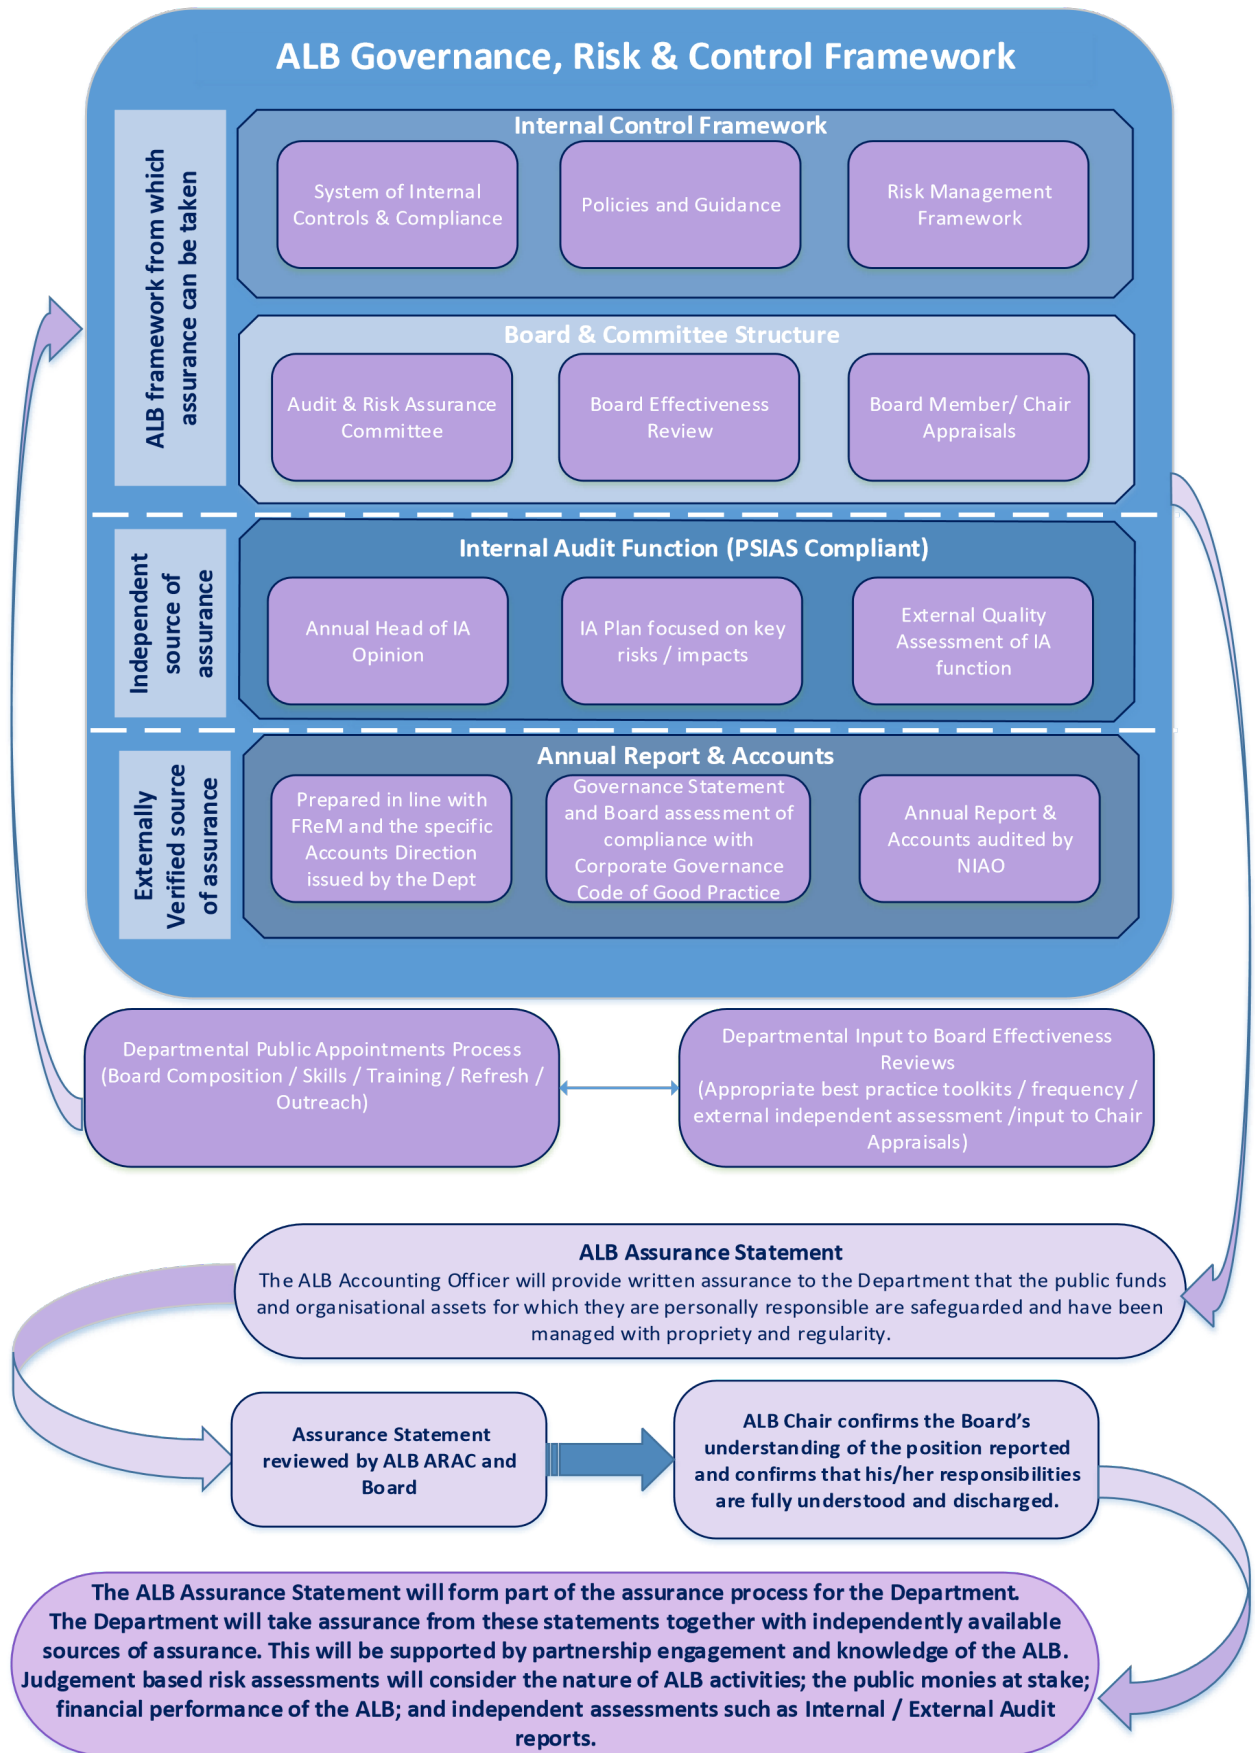 ALB Governance, Risk & Control Framework
ALB framework from which
assurance can be taken
Internal Control Framework
System of Internal
Controls & Compliance
Policies and Guidance
Risk Management
Framework
Board & Committee Structure
Audit & Risk Assurance
Committee
Board Effectiveness
Review
Board Member/ Chair
Appraisals
Independent
source of
assurance
Internal Audit Function (PSIAS Compliant)
Annual Head of IA
Opinion
IA Plan focused on key
risks / impacts
External Quality
Assessment of IA
function
Externally
Verified source
of assurance
Annual Report & Accounts
Prepared in line with
FReM and the specific
Accounts Direction
issued by the Dept
Governance Statement
and Board assessment of
compliance with
Corporate Governance
Code of Good Practice
Annual Report &
Accounts audited by
NIAO
Departmental Public Appointments Process
(Board Composition / Skills / Training / Refresh /
Outreach)
Departmental Input to Board Effectiveness
Reviews
(Appropriate best practice toolkits / frequency /
external independent assessment /input to Chair
Appraisals)
ALB Assurance Statement
The ALB Accounting Officer will provide written assurance to the Department that the public funds
and organisational assets for which they are personally responsible are safeguarded and have been
managed with propriety and regularity.
Assurance Statement
reviewed by ALB ARAC and
Board
ALB Chair confirms the Board’s
understanding of the position reported
and confirms that his/her responsibilities
are fully understood and discharged.
The ALB Assurance Statement will form part of the assurance process for the Department.
The Department will take assurance from these statements together with independently available
sources of assurance. This will be supported by partnership engagement and knowledge of the ALB.
Judgement based risk assessments will consider the nature of ALB activities; the public monies at stake;
financial performance of the ALB; and independent assessments such as Internal / External Audit
reports.